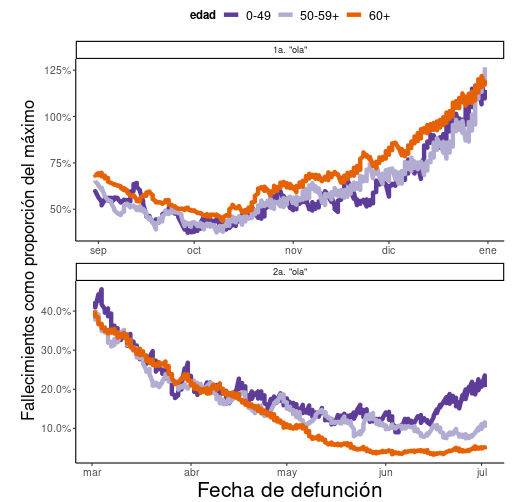 edad 0-49 50-59+ 60+
1a. "ola"
125%
100%
75%
50%
sep oct nov dic ene
Fallecimientos como proporción del máximo
2a. "ola"
40.0%
30.0%
20.0%
10.0%
mar abr may jun jul
Fecha de defunción